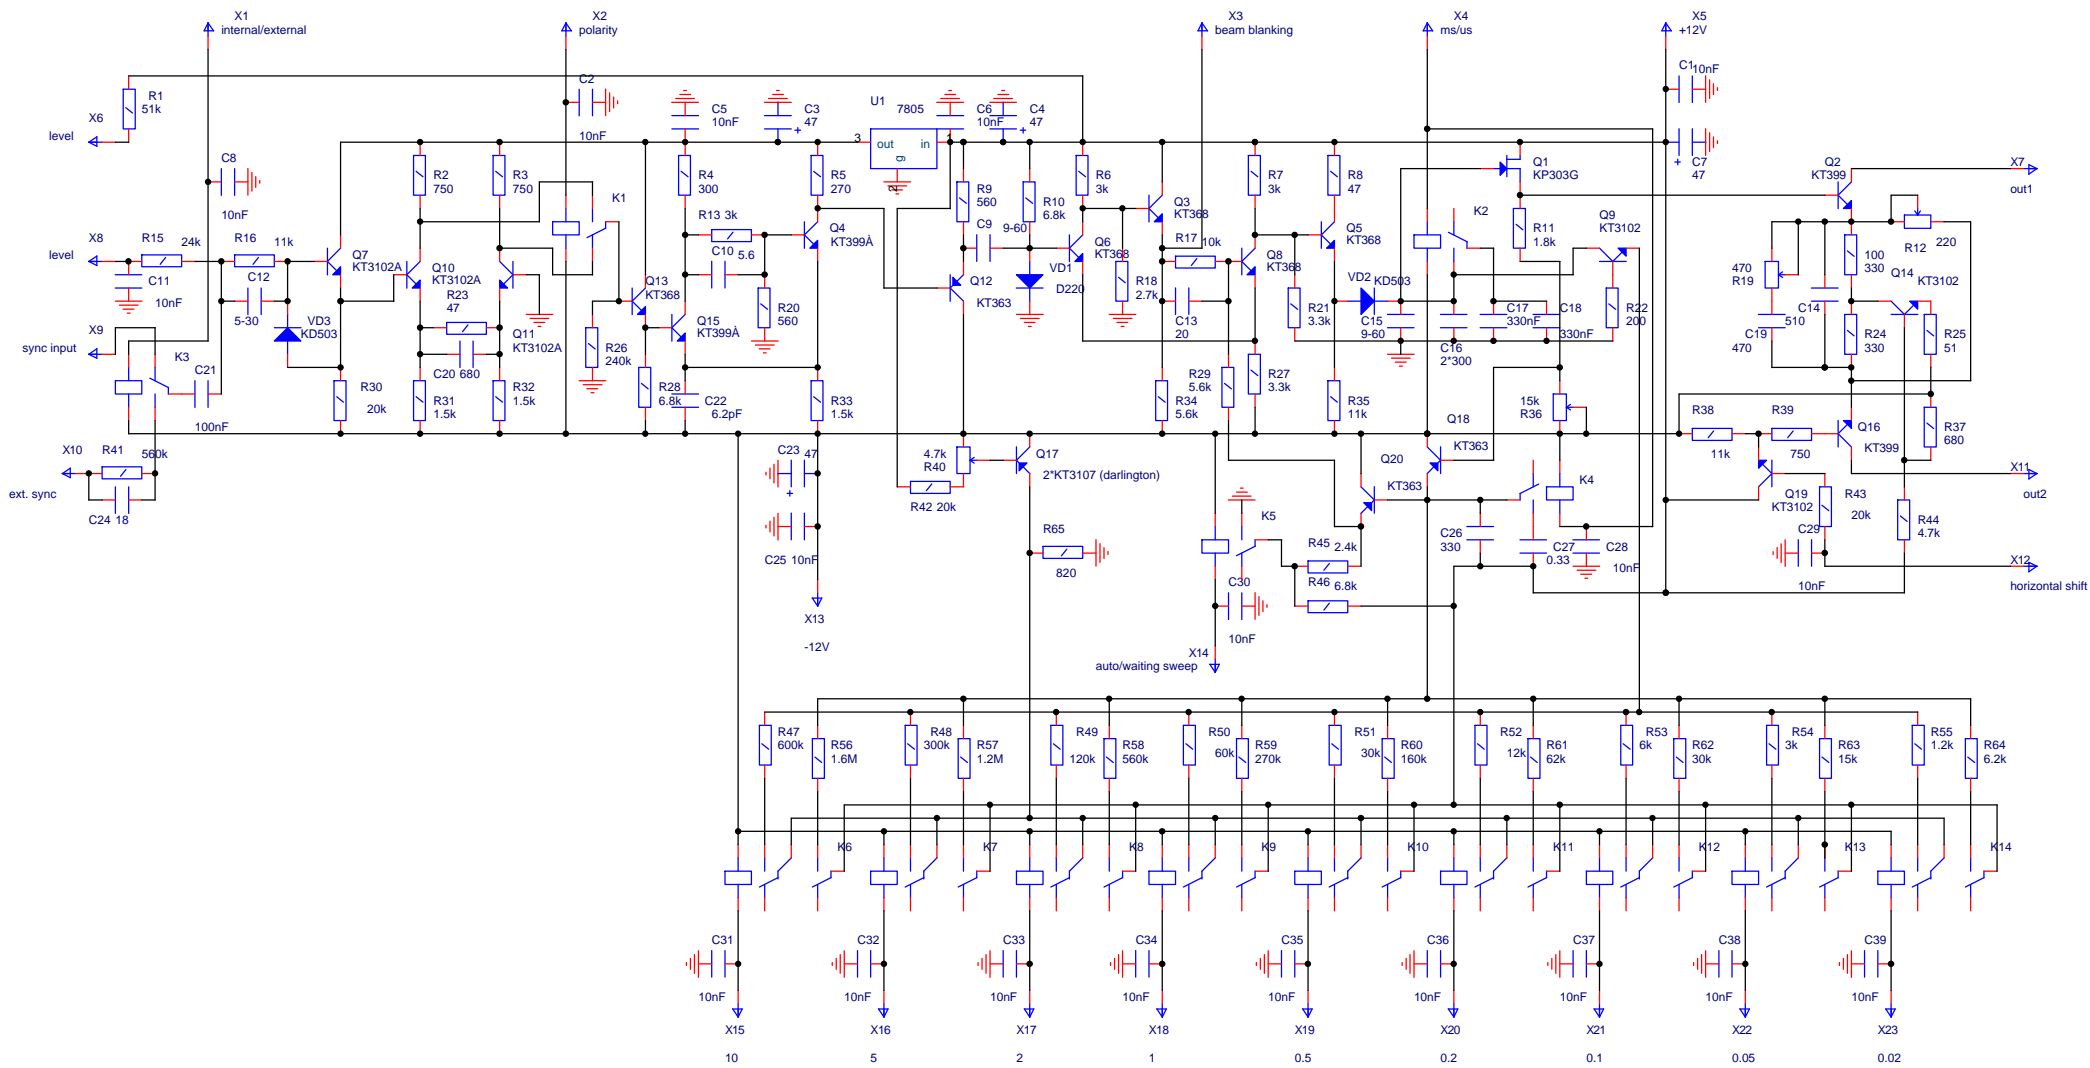 X1
internal/external
X2
polarity
X3
beam blanking
X4
ms/us
X5
+12V
C2
10nF
C1
10nF
R1
51k
X6
level
C5
10nF
C3
47
+
U1
7805
3
out
in
1
g
2
C6
10nF
C4
47
+
C7
47
+
C8
10nF
R2
750
R3
750
K1
R4
300
R5
270
R9
560
R10
6.8k
R6
3k
Q3
KT368
R7
3k
R8
47
Q1
KP303G
Q2
KT399
X7
out1
X8
level
R15
24k
R16
11k
C11
10nF
C12
5-30
Q7
KT3102A
Q10
KT3102A
R23
47
R13 3k
C10 5.6
Q4
KT399À
C9
9-60
Q6
KT368
R17
10k
Q8
KT368
Q5
KT368
K2
R11
1.8k
Q9
KT3102
R12
220
100
330
470
R19
Q14
KT3102
X9
sync input
VD3
KD503
Q11
KT3102A
C20 680
Q13
KT368
Q15
KT399À
R20
560
Q12
KT363
VD1
D220
R18
2.7k
C13
20
R21
3.3k
VD2
KD503
C15
9-60
C16
2*300
C17
330nF
C18
330nF
R22
200
C14
510
C19
470
R24
330
R25
51
K3
C21
100nF
R30
20k
R31
1.5k
R32
1.5k
R26
240k
R28
6.8k
C22
6.2pF
R33
1.5k
R34
5.6k
R29
5.6k
R27
3.3k
R35
11k
Q18
KT363
15k
R36
R38
11k
R39
750
Q16
KT399
R37
680
X10
ext. sync
R41
560k
C24 18
C23
47
+
C25 10nF
4.7k
R40
R42 20k
Q17
2*KT3107 (darlington)
Q20
KT363
K4
Q19
KT3102
R43
20k
X11
out2
R65
820
K5
R45
2.4k
R46
6.8k
C26
330
C27
0.33
C28
10nF
C29
10nF
R44
4.7k
X12
horizontal shift
X13
-12V
C30
10nF
X14
auto/waiting sweep
R47
600k
R56
1.6M
R48
300k
R57
1.2M
R49
120k
R58
560k
R50
60k
R59
270k
R51
30k
R60
160k
R52
12k
R61
62k
R53
6k
R62
30k
R54
3k
R63
15k
R55
1.2k
R64
6.2k
K6
K7
K8
K9
K10
K11
K12
K13
K14
C31
C32
C33
C34
C35
C36
C37
C38
C39
10nF
10nF
10nF
10nF
10nF
10nF
10nF
10nF
10nF
X15
X16
X17
X18
X19
X20
X21
X22
X23
10
5
2
1
0.5
0.2
0.1
0.05
0.02